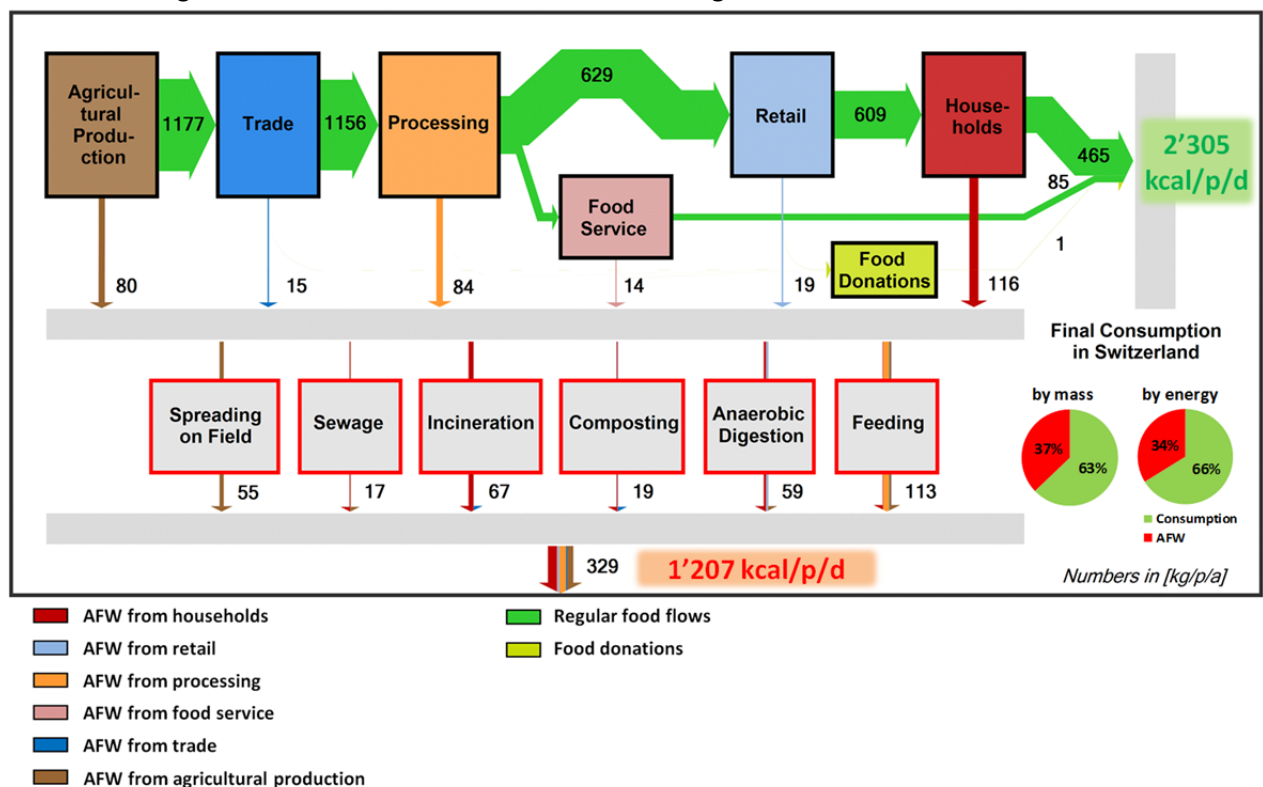 Agricul-
tural
Produ-
ction
1177
Trade
1156
Processing
629
Retail
609
House-
holds
465
2’305
kcal/p/d
85
Food
Service
Food
Donations
1
80
15
84
14
19
116
Final Consumption
in Switzerland
Spreading
on Field
Sewage
Incineration
Composting
Anaerobic
Digestion
Feeding
by mass
by energy
37%
63%
34%
66%
55
17
67
19
59
113
Consumption
AFW
329
1’207 kcal/p/d
Numbers in [kg/p/a]
AFW from households
AFW from retail
AFW from processing
AFW from food service
AFW from trade
AFW from agricultural production
Regular food flows
Food donations